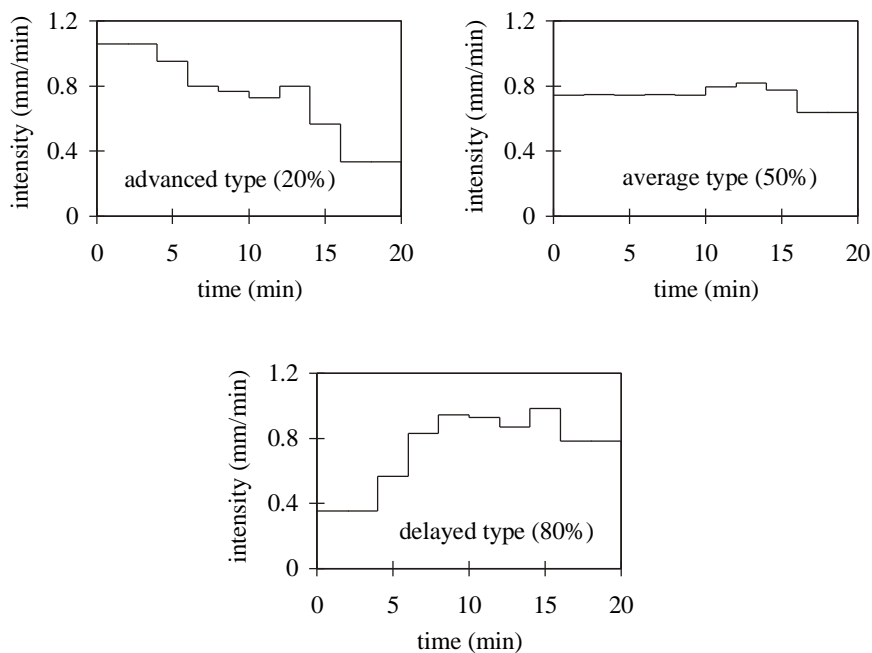 intensity (mm/min)
1.2
0.8
0.4
0
advanced type (20%)
0 5 10 15 20
time (min)
intensity (mm/min)
1.2
0.8
0.4
0
average type (50%)
0 5 10 15 20
time (min)
intensity (mm/min)
1.2
0.8
0.4
0
delayed type (80%)
0 5 10 15 20
time (min)